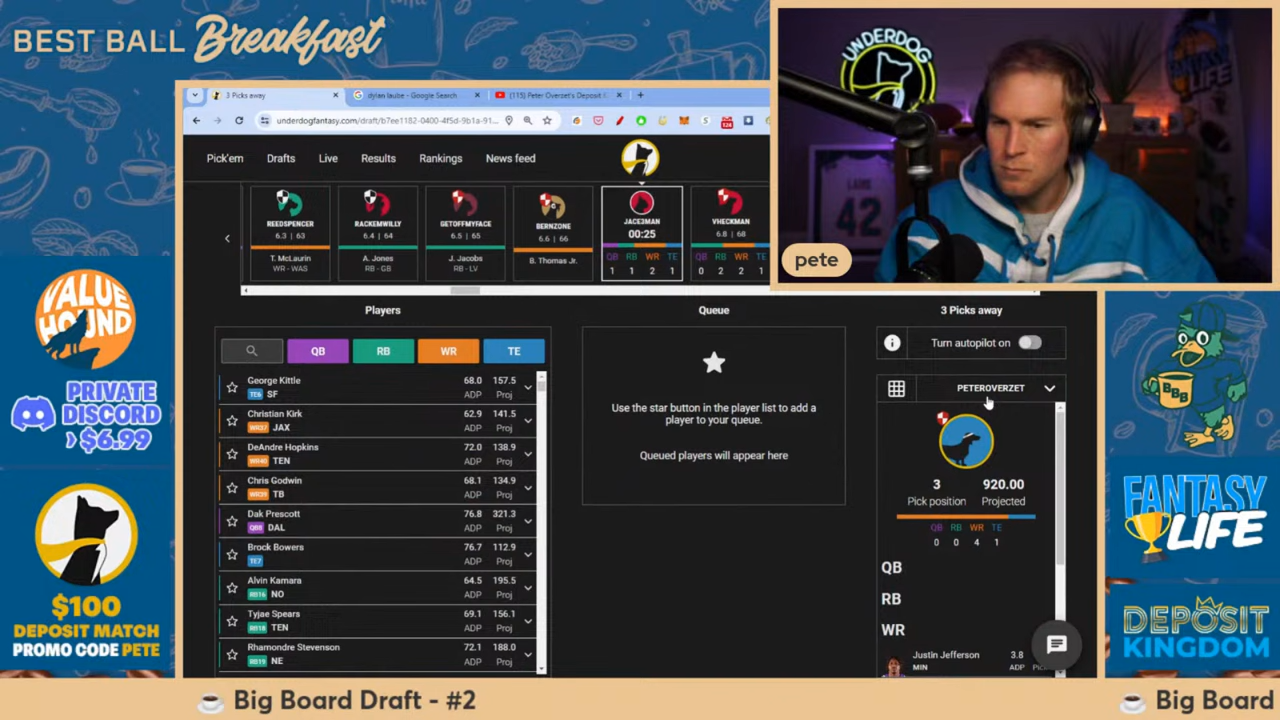 BEST BALL Breakfast
3 Picks away
dylan laube - Google Search
(115) Peter Overzet's Deposit
underdogfantasy.com/draft/b7ee1182-0400-4f5d-9b1a-91...
Pick'em
Drafts
Live
Results
Rankings
News feed
REEDSPENCER
6.3 | 63
T. McLaurin
WR - WAS
RACKEMWILLY
6.4 | 64
A. Jones
RB - GB
GETOFFMYFACE
6.5 | 65
J. Jacobs
RB - LV
BERNZONE
6.6 | 66
B. Thomas Jr.
JACE3MAN
00:25
QB RB WR TE
1 1 2 1
VHECKMAN
6.8 | 68
QB RB WR TE
0 2 2 1
UNDERDOG
FANTASY LIFE
LAUBE
42
pete
Players
QB
RB
WR
TE
George Kittle
TE6 SF
68.0 157.5
ADP Proj
Christian Kirk
WR37 JAX
62.9 141.5
ADP Proj
DeAndre Hopkins
WR40 TEN
72.0 138.9
ADP Proj
Chris Godwin
WR39 TB
68.1 134.9
ADP Proj
Dak Prescott
QB8 DAL
76.8 321.3
ADP Proj
Brock Bowers
TE7
76.7 112.9
ADP Proj
Alvin Kamara
RB16 NO
64.5 195.5
ADP Proj
Tyjae Spears
RB18 TEN
69.1 156.1
ADP Proj
Rhamondre Stevenson
RB19 NE
72.1 188.0
ADP Proj
Queue
Use the star button in the player list to add a
player to your queue.
Queued players will appear here
3 Picks away
Turn autopilot on
PETEROVERZET
3
Pick position
920.00
Projected
QB RB WR TE
0 0 4 1
QB
RB
WR
Justin Jefferson
MIN
3.8
ADP
VALUE
HOUND
PRIVATE
DISCORD
> $6.99
$100
DEPOSIT MATCH
PROMO CODE PETE
BBB
FANTASY
LIFE
DEPOSIT
KINGDOM
Big Board Draft - #2
Big Board